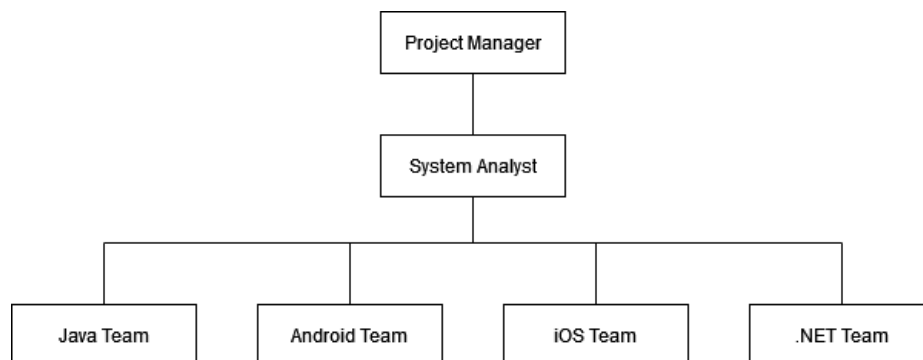 Project Manager
System Analyst
Java Team
Android Team
iOS Team
.NET Team